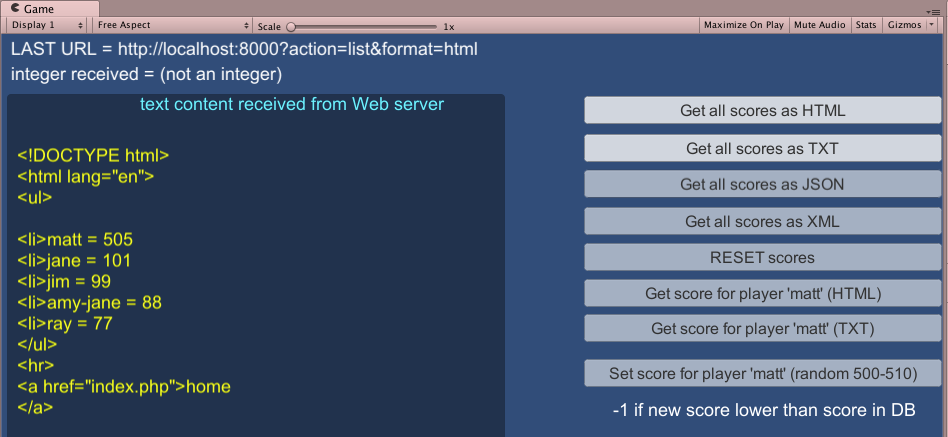 Game
Display 1 Free Aspect Scale 1x Maximize On Play Mute Audio Stats Gizmos
LAST URL = http://localhost:8000?action=list&format=html
integer received = (not an integer)
text content received from Web server
<!DOCTYPE html>
<html lang="en">
<ul>
<li>matt = 505
<li>jane = 101
<li>jim = 99
<li>amy-jane = 88
<li>ray = 77
</ul>
<hr>
<a href="index.php">home
</a>
Get all scores as HTML
Get all scores as TXT
Get all scores as JSON
Get all scores as XML
RESET scores
Get score for player 'matt' (HTML)
Get score for player 'matt' (TXT)
Set score for player 'matt' (random 500-510)
-1 if new score lower than score in DB